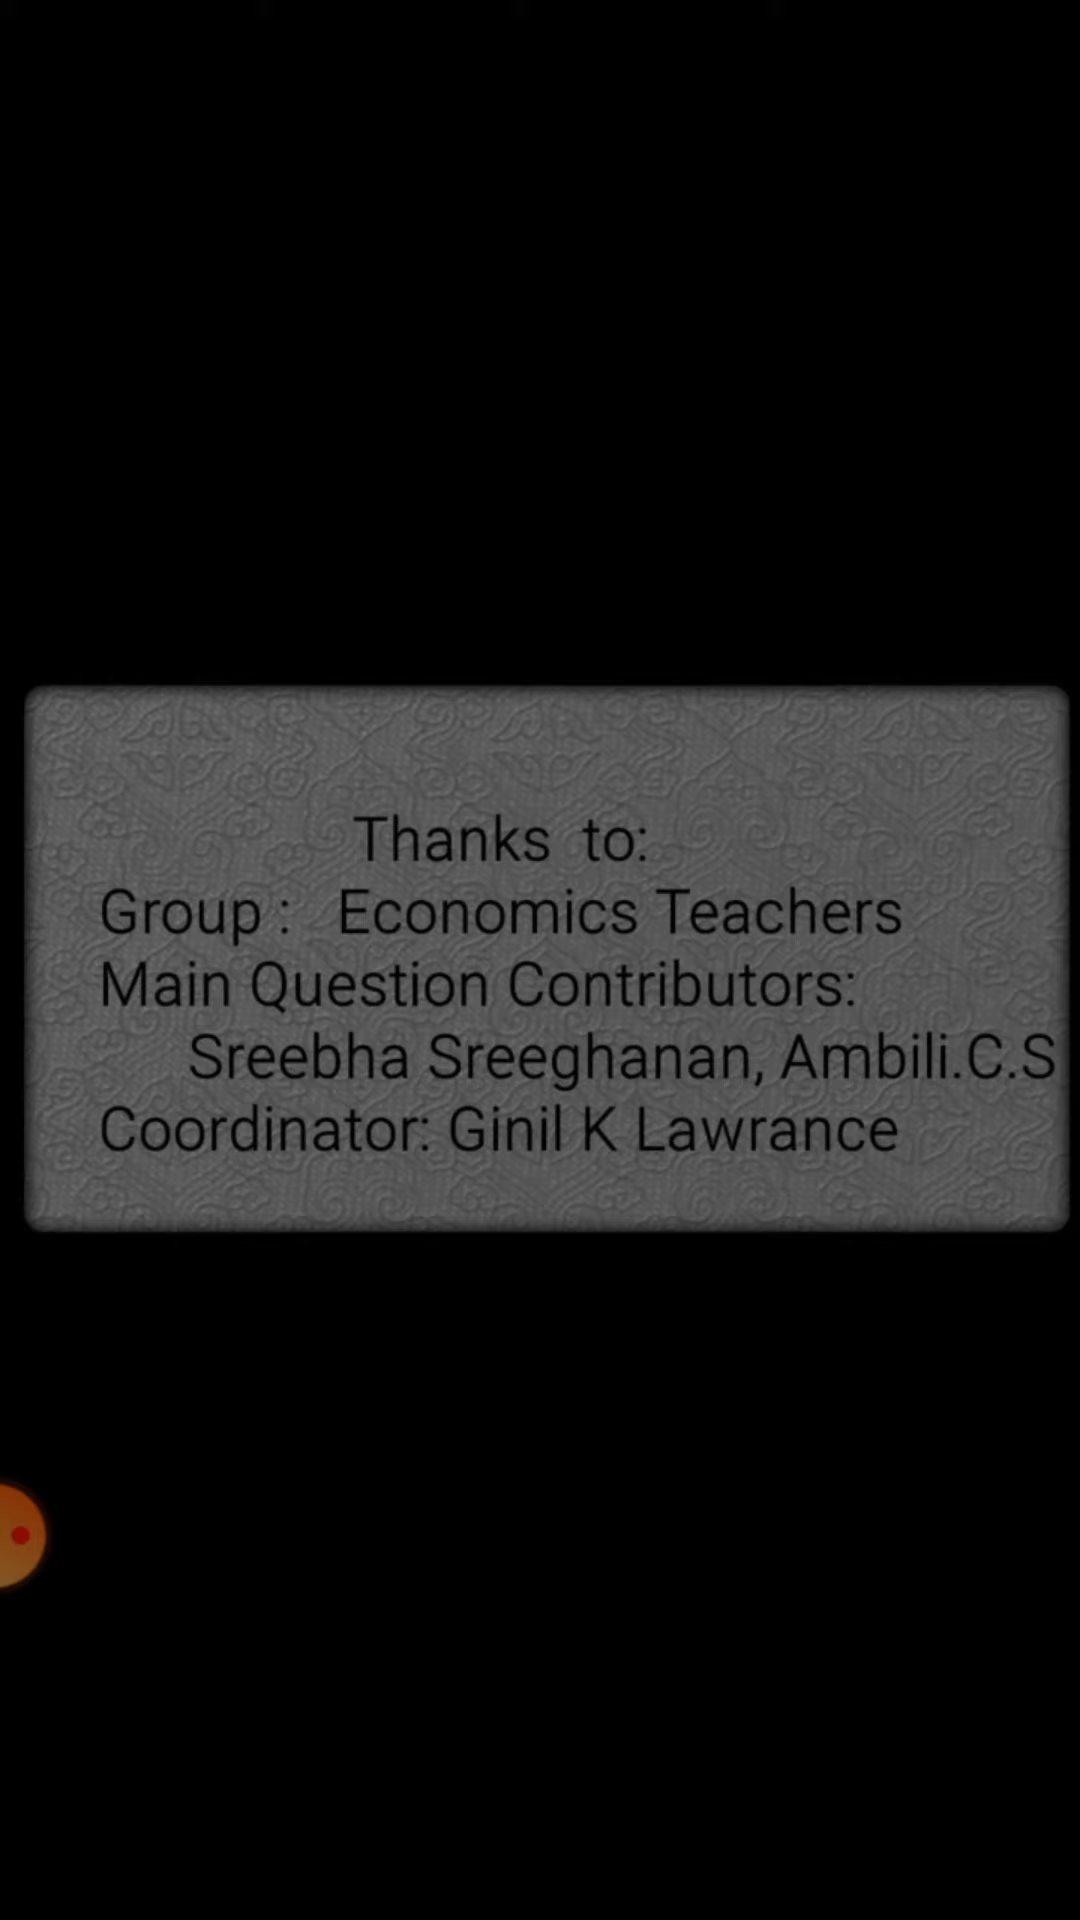 Thanks to:
Group : Economics Teachers
Main Question Contributors:
Sreebha Sreeghanan, Ambili.C.S
Coordinator: Ginil K Lawrance